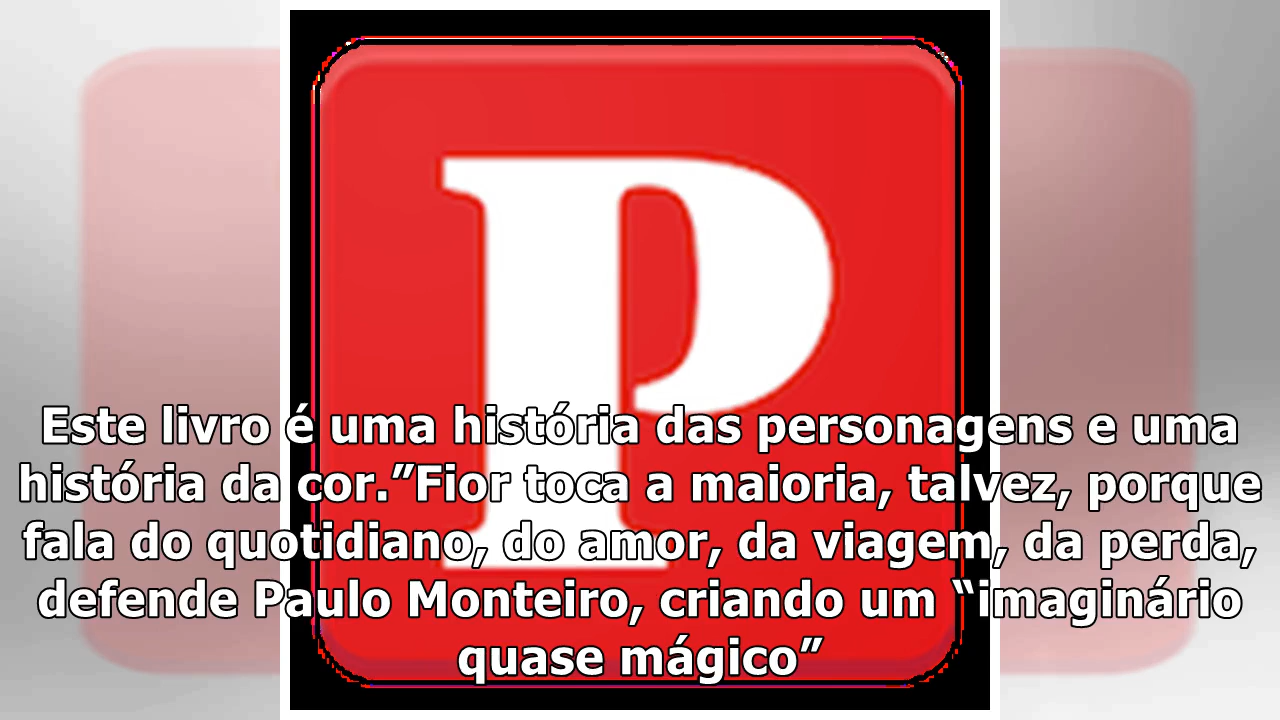 P
Este livro é uma história das personagens e uma
história da cor.”Fior toca a maioria, talvez, porque
fala do quotidiano, do amor, da viagem, da perda,
defende Paulo Monteiro, criando um “imaginário
quase mágico”